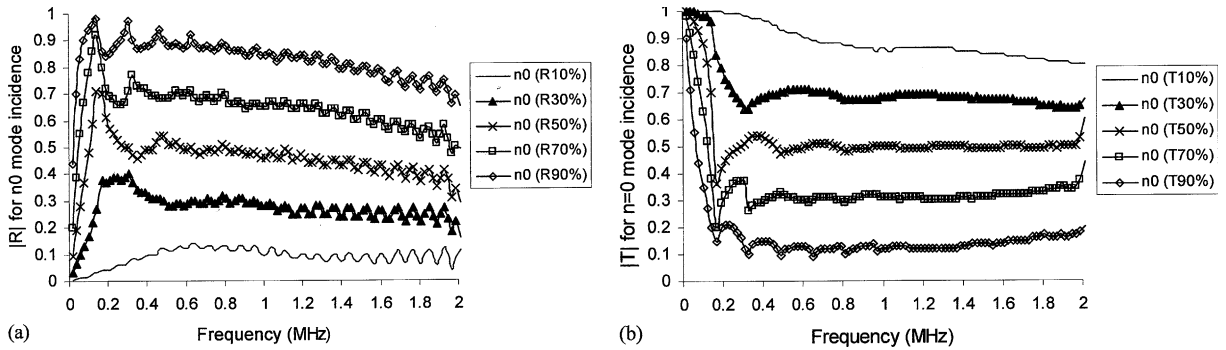 |R| for n0 mode incidence
1
0.9
0.8
0.7
0.6
0.5
0.4
0.3
0.2
0.1
0
0 0.2 0.4 0.6 0.8 1 1.2 1.4 1.6 1.8 2
Frequency (MHz)
n0 (R10%)
n0 (R30%)
n0 (R50%)
n0 (R70%)
n0 (R90%)
(a)
|T| for n=0 mode incidence
1
0.9
0.8
0.7
0.6
0.5
0.4
0.3
0.2
0.1
0
0 0.2 0.4 0.6 0.8 1 1.2 1.4 1.6 1.8 2
Frequency (MHz)
n0 (T10%)
n0 (T30%)
n0 (T50%)
n0 (T70%)
n0 (T90%)
(b)